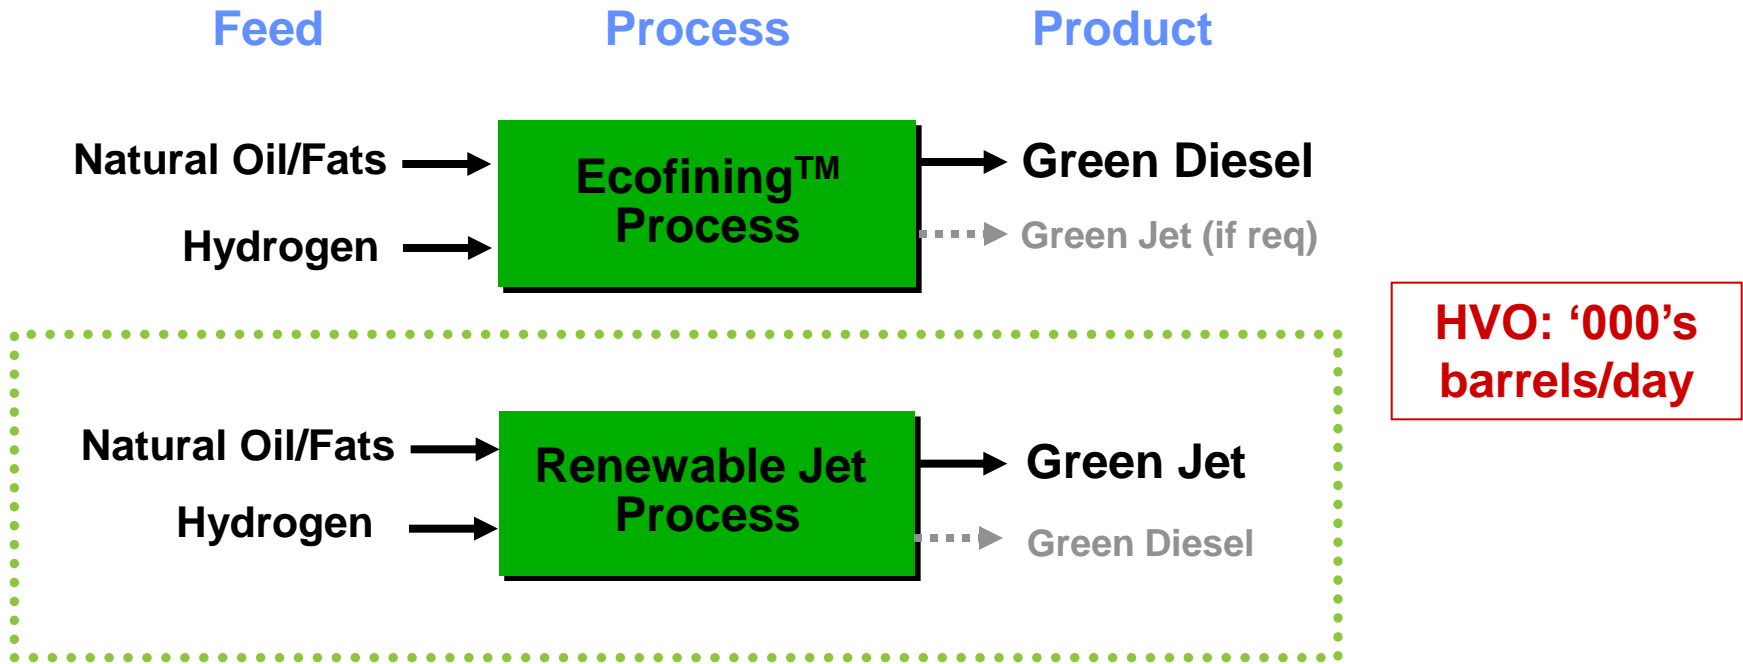 Feed Process Product
Natural Oil/Fats
Hydrogen
Ecofining™
Process
Green Diesel
Green Jet (if req)
HVO: ‘000’s
barrels/day
Natural Oil/Fats
Hydrogen
Renewable Jet
Process
Green Jet
Green Diesel